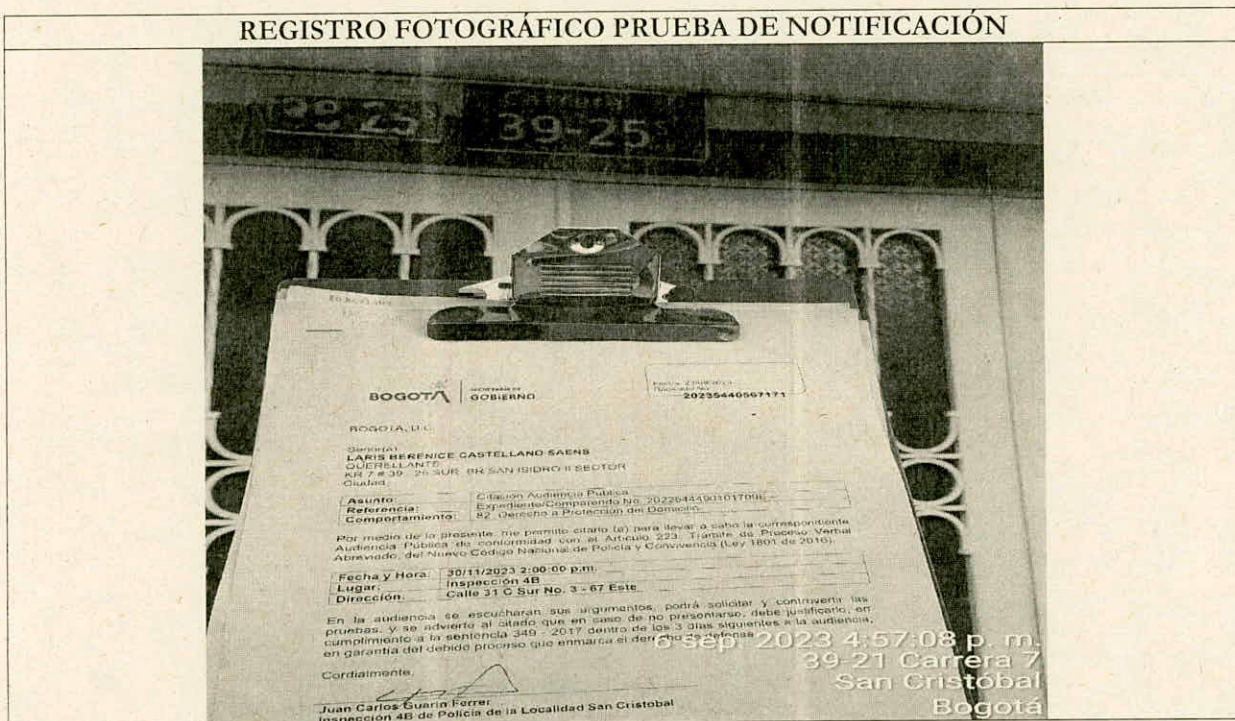 REGISTRO FOTOGRÁFICO PRUEBA DE NOTIFICACIÓN
39-25
39-25
BOGOTÁ
SECRETARÍA DE
GOBIERNO
20235440567171
BOGOTA, D.C.
Señor(A)
LARIS BERENICE CASTELLANO SAENS
QUERELLANTE
KR 7 # 39 25 SUR BR SAN ISIDRO II SECTOR
Ciudad
Asunto: Citación Audiencia Pública
Referencia: Expediente/Comparendo No.
Comportamiento: 82. Derecho a Protección del Domicilio
Por medio de la presente, me permito citarlo (a) para llevar a cabo la correspondiente
Audiencia Pública de conformidad con el Artículo 223. Trámite de Proceso Verbal
Abreviado, del Nuevo Código Nacional de Policía y Convivencia (Ley 1801 de 2016).
Fecha y Hora: 30/11/2023 2:00:00 p.m.
Lugar: Inspección 4B
Dirección: Calle 31 C Sur No. 3 - 67 Este
En la audiencia se escucharan sus argumentos, podrá solicitar y controvertir las
pruebas, y se advierte al citado que en caso de no presentarse, debe justificarlo, en
cumplimiento a la sentencia 349 - 2017 dentro de los 3 días siguientes a la audiencia,
en garantía del debido proceso que enmarca el derecho a defensa
Cordialmente,
Juan Carlos Guarin Ferrer
Inspección 4B de Policía de la Localidad San Cristobal
6 sep. 2023 4:57:08 p. m.
39-21 Carrera 7
San Cristóbal
Bogotá